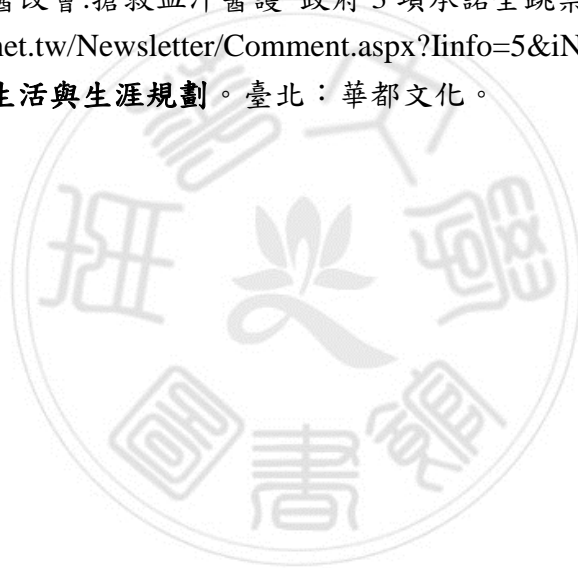 醫改會:搶救血汗醫護 政府 3 項承諾全跳票
net.tw/Newsletter/Comment.aspx?Iinfo=5&iN
生活與生涯規劃。臺北：華都文化。
書